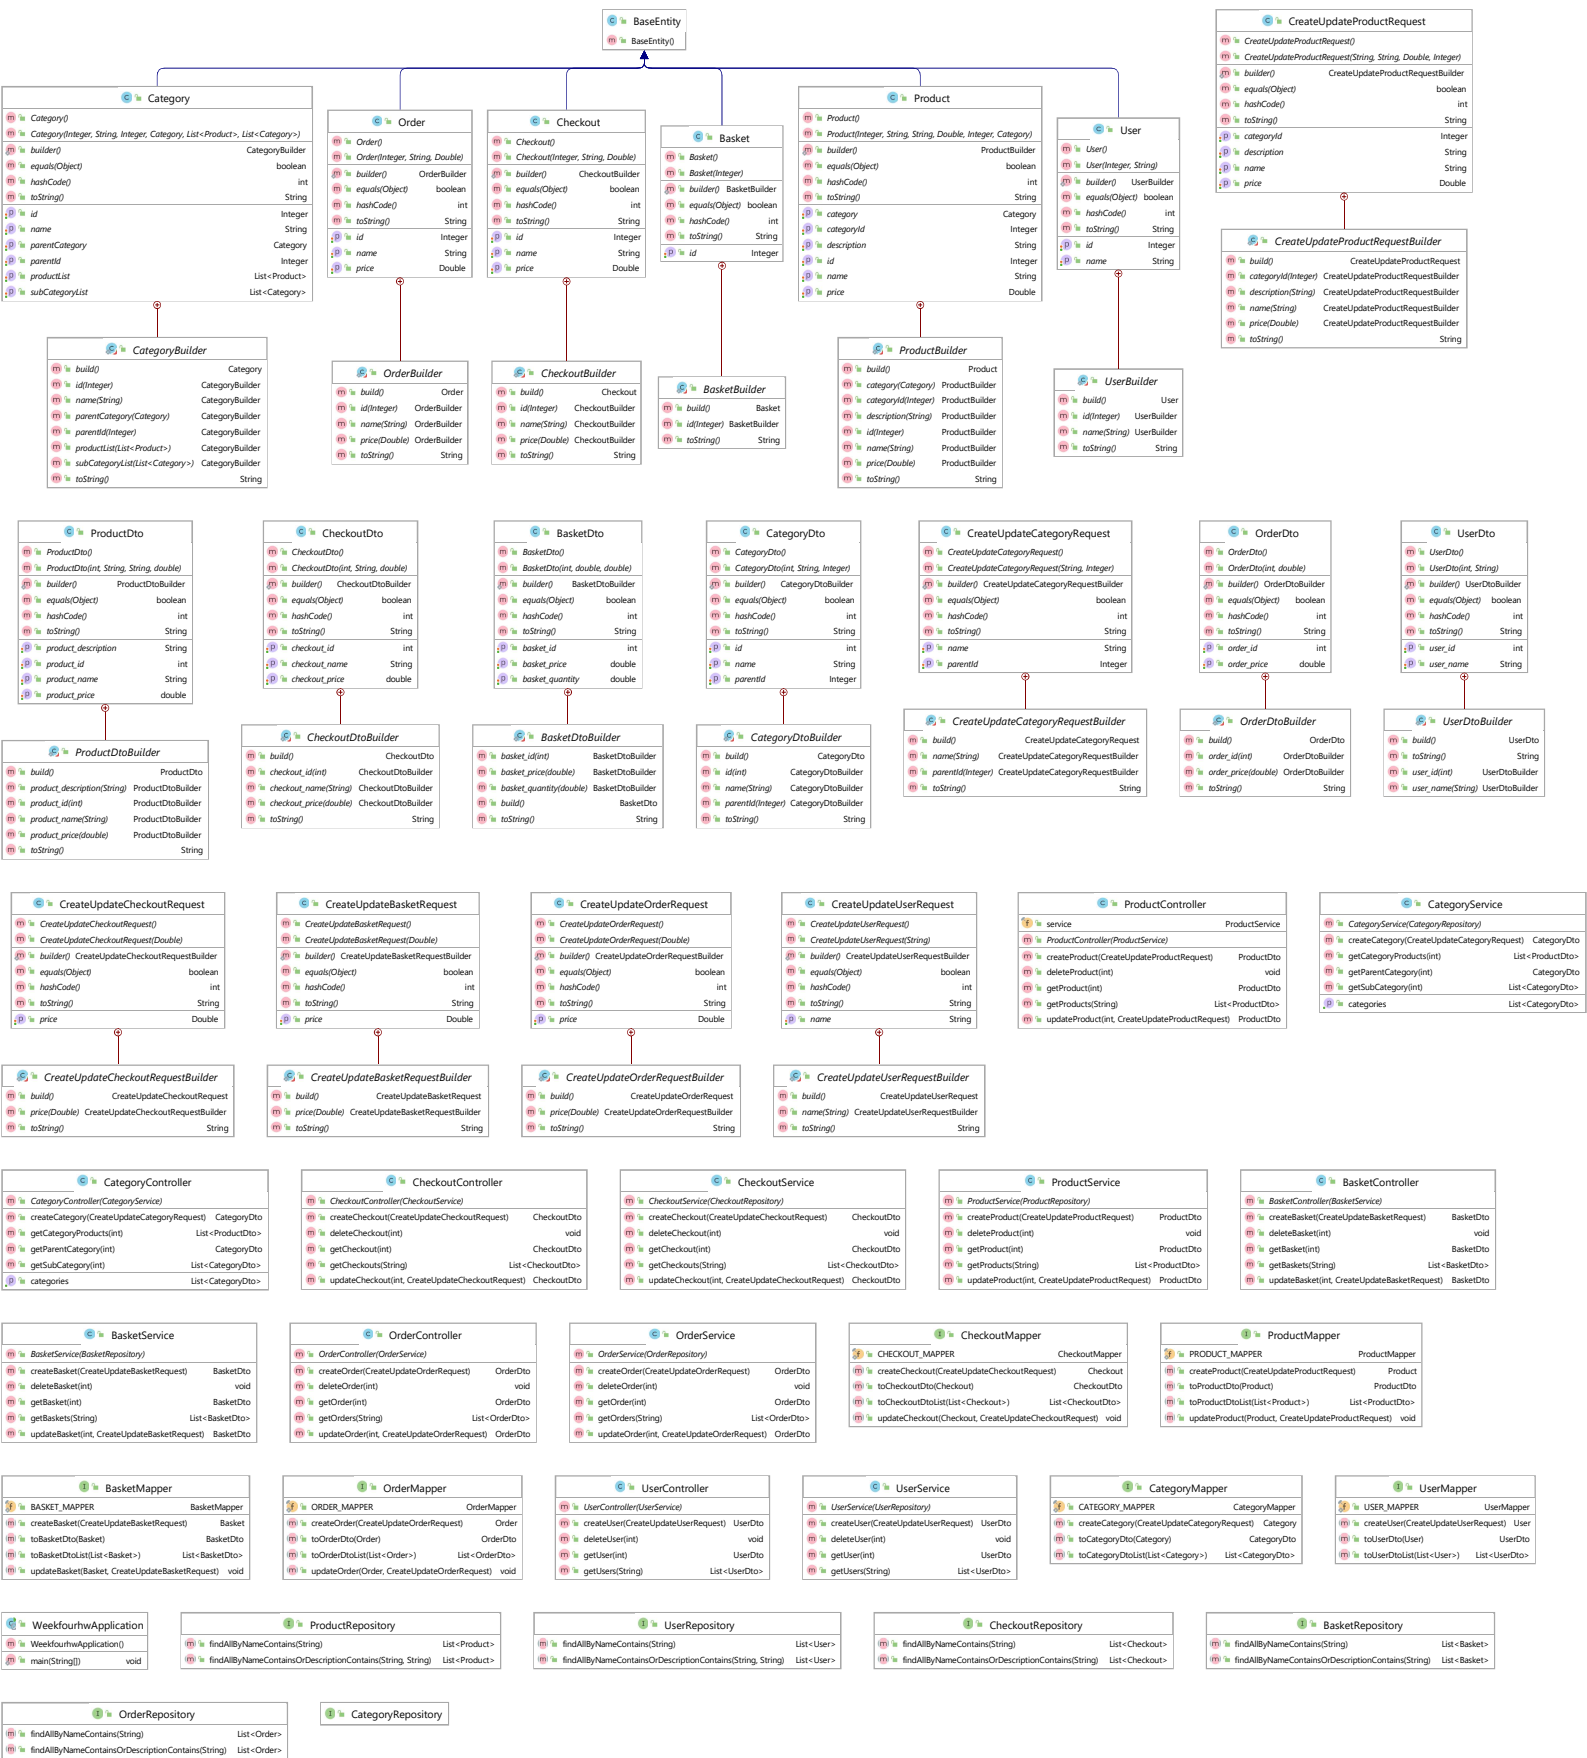 BaseEntity
BaseEntity()
CreateUpdateProductRequest
CreateUpdateProductRequest()
CreateUpdateProductRequest(String, String, Double, Integer)
builder() CreateUpdateProductRequestBuilder
equals(Object) boolean
hashCode() int
toString() String
categoryId Integer
description String
name String
price Double
Category
Category()
Category(Integer, String, Integer, Category, List<Product>, List<Category>)
builder() CategoryBuilder
equals(Object) boolean
hashCode() int
toString() String
id Integer
name String
parentCategory Category
parentId Integer
productList List<Product>
subCategoryList List<Category>
Order
Order()
Order(Integer, String, Double)
builder() OrderBuilder
equals(Object) boolean
hashCode() int
toString() String
id Integer
name String
price Double
Checkout
Checkout()
Checkout(Integer, String, Double)
builder() CheckoutBuilder
equals(Object) boolean
hashCode() int
toString() String
id Integer
name String
price Double
Basket
Basket()
Basket(Integer)
builder() BasketBuilder
equals(Object) boolean
hashCode() int
toString() String
id Integer
Product
Product()
Product(Integer, String, String, Double, Integer, Category)
builder() ProductBuilder
equals(Object) boolean
hashCode() int
toString() String
category Category
categoryId Integer
description String
id Integer
name String
price Double
User
User()
User(Integer, String)
builder() UserBuilder
equals(Object) boolean
hashCode() int
toString() String
id Integer
name String
CreateUpdateProductRequestBuilder
build() CreateUpdateProductRequest
categoryId(Integer) CreateUpdateProductRequestBuilder
description(String) CreateUpdateProductRequestBuilder
name(String) CreateUpdateProductRequestBuilder
price(Double) CreateUpdateProductRequestBuilder
toString() String
CategoryBuilder
build() Category
id(Integer) CategoryBuilder
name(String) CategoryBuilder
parentCategory(Category) CategoryBuilder
parentId(Integer) CategoryBuilder
productList(List<Product>) CategoryBuilder
subCategoryList(List<Category>) CategoryBuilder
toString() String
OrderBuilder
build() Order
id(Integer) OrderBuilder
name(String) OrderBuilder
price(Double) OrderBuilder
toString() String
CheckoutBuilder
build() Checkout
id(Integer) CheckoutBuilder
name(String) CheckoutBuilder
price(Double) CheckoutBuilder
toString() String
BasketBuilder
build() Basket
id(Integer) BasketBuilder
toString() String
ProductBuilder
build() Product
category(Category) ProductBuilder
categoryId(Integer) ProductBuilder
description(String) ProductBuilder
id(Integer) ProductBuilder
name(String) ProductBuilder
price(Double) ProductBuilder
toString() String
UserBuilder
build() User
id(Integer) UserBuilder
name(String) UserBuilder
toString() String
ProductDto
ProductDto()
ProductDto(int, String, String, double)
builder() ProductDtoBuilder
equals(Object) boolean
hashCode() int
toString() String
product_description String
product_id int
product_name String
product_price double
CheckoutDto
CheckoutDto()
CheckoutDto(int, String, double)
builder() CheckoutDtoBuilder
equals(Object) boolean
hashCode() int
toString() String
checkout_id int
checkout_name String
checkout_price double
BasketDto
BasketDto()
BasketDto(int, double, double)
builder() BasketDtoBuilder
equals(Object) boolean
hashCode() int
toString() String
basket_id int
basket_price double
basket_quantity double
CategoryDto
CategoryDto()
CategoryDto(int, String, Integer)
builder() CategoryDtoBuilder
equals(Object) boolean
hashCode() int
toString() String
id int
name String
parentId Integer
CreateUpdateCategoryRequest
CreateUpdateCategoryRequest()
CreateUpdateCategoryRequest(String, Integer)
builder() CreateUpdateCategoryRequestBuilder
equals(Object) boolean
hashCode() int
toString() String
name String
parentId Integer
OrderDto
OrderDto()
OrderDto(int, double)
builder() OrderDtoBuilder
equals(Object) boolean
hashCode() int
toString() String
order_id int
order_price double
UserDto
UserDto()
UserDto(int, String)
builder() UserDtoBuilder
equals(Object) boolean
hashCode() int
toString() String
user_id int
user_name String
ProductDtoBuilder
build() ProductDto
product_description(String) ProductDtoBuilder
product_id(int) ProductDtoBuilder
product_name(String) ProductDtoBuilder
product_price(double) ProductDtoBuilder
toString() String
CheckoutDtoBuilder
build() CheckoutDto
checkout_id(int) CheckoutDtoBuilder
checkout_name(String) CheckoutDtoBuilder
checkout_price(double) CheckoutDtoBuilder
toString() String
BasketDtoBuilder
basket_id(int) BasketDtoBuilder
basket_price(double) BasketDtoBuilder
basket_quantity(double) BasketDtoBuilder
build() BasketDto
toString() String
CategoryDtoBuilder
build() CategoryDto
id(int) CategoryDtoBuilder
name(String) CategoryDtoBuilder
parentId(Integer) CategoryDtoBuilder
toString() String
CreateUpdateCategoryRequestBuilder
build() CreateUpdateCategoryRequest
name(String) CreateUpdateCategoryRequestBuilder
parentId(Integer) CreateUpdateCategoryRequestBuilder
toString() String
OrderDtoBuilder
build() OrderDto
order_id(int) OrderDtoBuilder
order_price(double) OrderDtoBuilder
toString() String
UserDtoBuilder
build() UserDto
toString() String
user_id(int) UserDtoBuilder
user_name(String) UserDtoBuilder
CreateUpdateCheckoutRequest
CreateUpdateCheckoutRequest()
CreateUpdateCheckoutRequest(Double)
builder() CreateUpdateCheckoutRequestBuilder
equals(Object) boolean
hashCode() int
toString() String
price Double
CreateUpdateBasketRequest
CreateUpdateBasketRequest()
CreateUpdateBasketRequest(Double)
builder() CreateUpdateBasketRequestBuilder
equals(Object) boolean
hashCode() int
toString() String
price Double
CreateUpdateOrderRequest
CreateUpdateOrderRequest()
CreateUpdateOrderRequest(Double)
builder() CreateUpdateOrderRequestBuilder
equals(Object) boolean
hashCode() int
toString() String
price Double
CreateUpdateUserRequest
CreateUpdateUserRequest()
CreateUpdateUserRequest(String)
builder() CreateUpdateUserRequestBuilder
equals(Object) boolean
hashCode() int
toString() String
name String
ProductController
service ProductService
ProductController(ProductService)
createProduct(CreateUpdateProductRequest) ProductDto
deleteProduct(int) void
getProduct(int) ProductDto
getProducts(String) List<ProductDto>
updateProduct(int, CreateUpdateProductRequest) ProductDto
CategoryService
CategoryService(CategoryRepository)
createCategory(CreateUpdateCategoryRequest) CategoryDto
getCategoryProducts(int) List<ProductDto>
getParentCategory(int) CategoryDto
getSubCategory(int) List<CategoryDto>
categories List<CategoryDto>
CreateUpdateCheckoutRequestBuilder
build() CreateUpdateCheckoutRequest
price(Double) CreateUpdateCheckoutRequestBuilder
toString() String
CreateUpdateBasketRequestBuilder
build() CreateUpdateBasketRequest
price(Double) CreateUpdateBasketRequestBuilder
toString() String
CreateUpdateOrderRequestBuilder
build() CreateUpdateOrderRequest
price(Double) CreateUpdateOrderRequestBuilder
toString() String
CreateUpdateUserRequestBuilder
build() CreateUpdateUserRequest
name(String) CreateUpdateUserRequestBuilder
toString() String
CategoryController
CategoryController(CategoryService)
createCategory(CreateUpdateCategoryRequest) CategoryDto
getCategoryProducts(int) List<ProductDto>
getParentCategory(int) CategoryDto
getSubCategory(int) List<CategoryDto>
categories List<CategoryDto>
CheckoutController
CheckoutController(CheckoutService)
createCheckout(CreateUpdateCheckoutRequest) CheckoutDto
deleteCheckout(int) void
getCheckout(int) CheckoutDto
getCheckouts(String) List<CheckoutDto>
updateCheckout(int, CreateUpdateCheckoutRequest) CheckoutDto
CheckoutService
CheckoutService(CheckoutRepository)
createCheckout(CreateUpdateCheckoutRequest) CheckoutDto
deleteCheckout(int) void
getCheckout(int) CheckoutDto
getCheckouts(String) List<CheckoutDto>
updateCheckout(int, CreateUpdateCheckoutRequest) CheckoutDto
ProductService
ProductService(ProductRepository)
createProduct(CreateUpdateProductRequest) ProductDto
deleteProduct(int) void
getProduct(int) ProductDto
getProducts(String) List<ProductDto>
updateProduct(int, CreateUpdateProductRequest) ProductDto
BasketController
BasketController(BasketService)
createBasket(CreateUpdateBasketRequest) BasketDto
deleteBasket(int) void
getBasket(int) BasketDto
getBaskets(String) List<BasketDto>
updateBasket(int, CreateUpdateBasketRequest) BasketDto
BasketService
BasketService(BasketRepository)
createBasket(CreateUpdateBasketRequest) BasketDto
deleteBasket(int) void
getBasket(int) BasketDto
getBaskets(String) List<BasketDto>
updateBasket(int, CreateUpdateBasketRequest) BasketDto
OrderController
OrderController(OrderService)
createOrder(CreateUpdateOrderRequest) OrderDto
deleteOrder(int) void
getOrder(int) OrderDto
getOrders(String) List<OrderDto>
updateOrder(int, CreateUpdateOrderRequest) OrderDto
OrderService
OrderService(OrderRepository)
createOrder(CreateUpdateOrderRequest) OrderDto
deleteOrder(int) void
getOrder(int) OrderDto
getOrders(String) List<OrderDto>
updateOrder(int, CreateUpdateOrderRequest) OrderDto
CheckoutMapper
CHECKOUT_MAPPER CheckoutMapper
createCheckout(CreateUpdateCheckoutRequest) Checkout
toCheckoutDto(Checkout) CheckoutDto
toCheckoutDtoList(List<Checkout>) List<CheckoutDto>
updateCheckout(Checkout, CreateUpdateCheckoutRequest) void
ProductMapper
PRODUCT_MAPPER ProductMapper
createProduct(CreateUpdateProductRequest) Product
toProductDto(Product) ProductDto
toProductDtoList(List<Product>) List<ProductDto>
updateProduct(Product, CreateUpdateProductRequest) void
BasketMapper
BASKET_MAPPER BasketMapper
createBasket(CreateUpdateBasketRequest) Basket
toBasketDto(Basket) BasketDto
toBasketDtoList(List<Basket>) List<BasketDto>
updateBasket(Basket, CreateUpdateBasketRequest) void
OrderMapper
ORDER_MAPPER OrderMapper
createOrder(CreateUpdateOrderRequest) Order
toOrderDto(Order) OrderDto
toOrderDtoList(List<Order>) List<OrderDto>
updateOrder(Order, CreateUpdateOrderRequest) void
UserController
UserController(UserService)
createUser(CreateUpdateUserRequest) UserDto
deleteUser(int) void
getUser(int) UserDto
getUsers(String) List<UserDto>
UserService
UserService(UserRepository)
createUser(CreateUpdateUserRequest) UserDto
deleteUser(int) void
getUser(int) UserDto
getUsers(String) List<UserDto>
CategoryMapper
CATEGORY_MAPPER CategoryMapper
createCategory(CreateUpdateCategoryRequest) Category
toCategoryDto(Category) CategoryDto
toCategoryDtoList(List<Category>) List<CategoryDto>
UserMapper
USER_MAPPER UserMapper
createUser(CreateUpdateUserRequest) User
toUserDto(User) UserDto
toUserDtoList(List<User>) List<UserDto>
WeekfourhwApplication
WeekfourhwApplication()
main(String[]) void
ProductRepository
findAllByNameContains(String) List<Product>
findAllByNameContainsOrDescriptionContains(String, String) List<Product>
UserRepository
findAllByNameContains(String) List<User>
findAllByNameContainsOrDescriptionContains(String, String) List<User>
CheckoutRepository
findAllByNameContains(String) List<Checkout>
findAllByNameContainsOrDescriptionContains(String) List<Checkout>
BasketRepository
findAllByNameContains(String) List<Basket>
findAllByNameContainsOrDescriptionContains(String) List<Basket>
OrderRepository
findAllByNameContains(String) List<Order>
findAllByNameContainsOrDescriptionContains(String) List<Order>
CategoryRepository